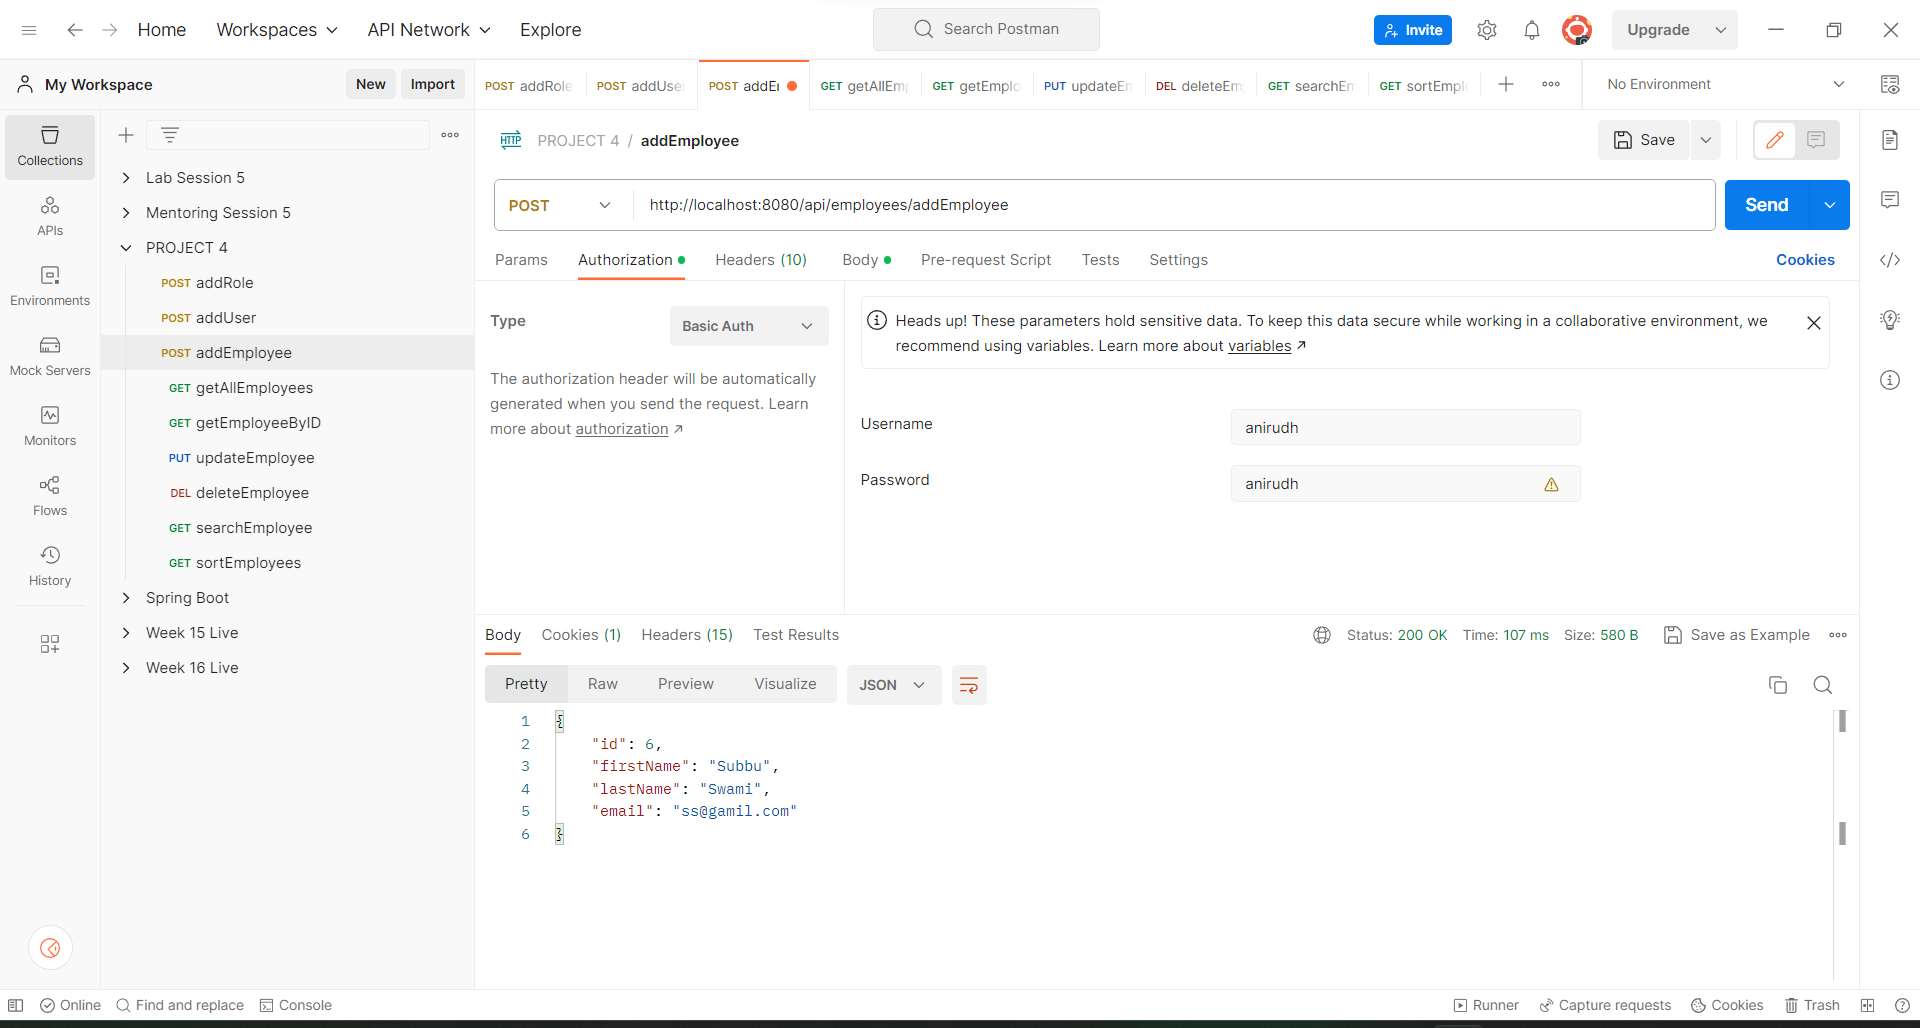 Home Workspaces API Network Explore Search Postman Invite Upgrade
My Workspace New Import
POST addRole POST addUser POST addEı GET getAllEmp GET getEmplo PUT updateEm DEL deleteEm GET searchEm GET sortEmpl No Environment
Collections
APIs
Environments
Mock Servers
Monitors
Flows
History
Lab Session 5
Mentoring Session 5
PROJECT 4
POST addRole
POST addUser
POST addEmployee
GET getAllEmployees
GET getEmployeeByID
PUT updateEmployee
DEL deleteEmployee
GET searchEmployee
GET sortEmployees
Spring Boot
Week 15 Live
Week 16 Live
HTTP PROJECT 4 / addEmployee Save
POST http://localhost:8080/api/employees/addEmployee Send
Params Authorization Headers (10) Body Pre-request Script Tests Settings Cookies
Type Basic Auth
The authorization header will be automatically
generated when you send the request. Learn
more about authorization
Heads up! These parameters hold sensitive data. To keep this data secure while working in a collaborative environment, we
recommend using variables. Learn more about variables
Username anirudh
Password anirudh
Body Cookies (1) Headers (15) Test Results Status: 200 OK Time: 107 ms Size: 580 B Save as Example
Pretty Raw Preview Visualize JSON
1 {
2 "id": 6,
3 "firstName": "Subbu",
4 "lastName": "Swami",
5 "email": "ss@gamil.com"
6 }
Online Find and replace Console Runner Capture requests Cookies Trash